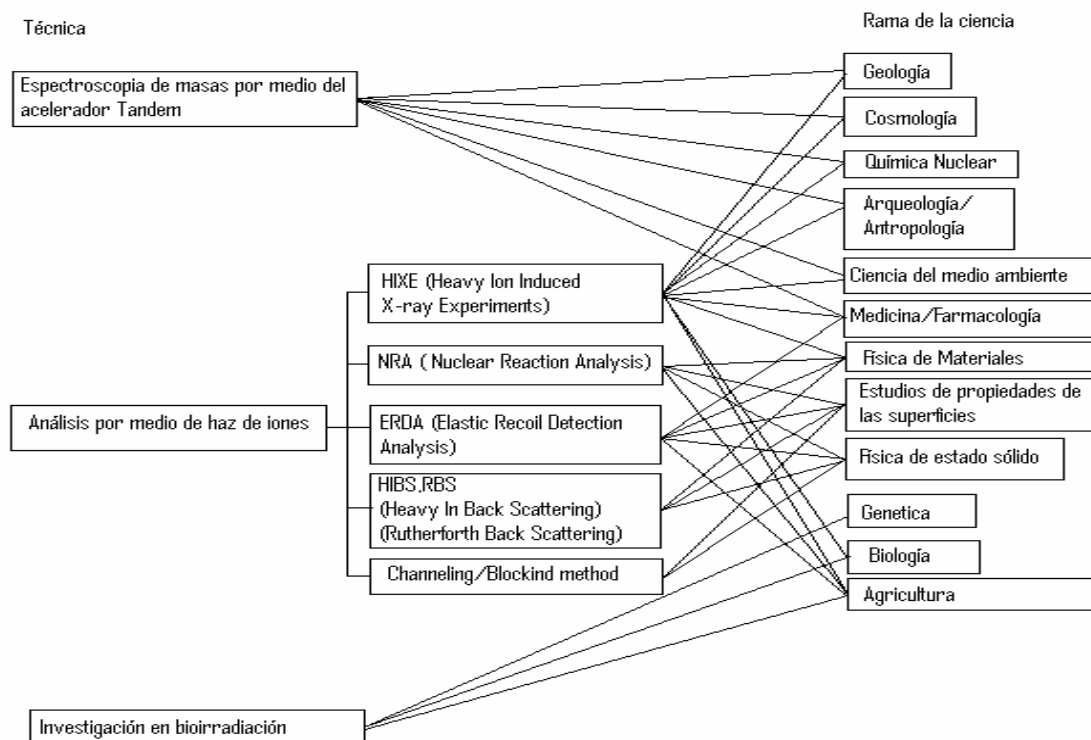 Técnica
Rama de la ciencia
Espectroscopia de masas por medio del
acelerador Tandem
Geología
Cosmología
Química Nuclear
Arqueología/
Antropología
HIXE (Heavy Ion Induced
X-ray Experiments)
Ciencia del medio ambiente
Medicina/Farmacología
NRA ( Nuclear Reaction Analysis)
Física de Materiales
Análisis por medio de haz de iones
ERDA (Elastic Recoil Detection
Analysis)
Estudios de propiedades de
las superficies
Física de estado sólido
HIBS,RBS
(Heavy In Back Scattering)
(Rutherforth Back Scattering)
Genetica
Biología
Channeling/Blockind method
Agricultura
Investigación en bioirradiación